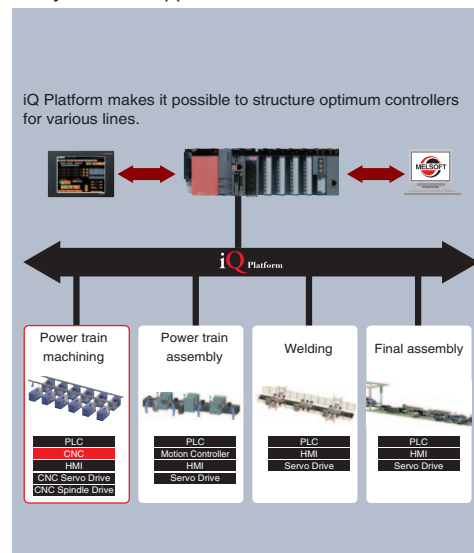 iQ Platform makes it possible to structure optimum controllers
for various lines.
MELSOFT
iQ Platform
Power train
machining
PLC
CNC
HMI
CNC Servo Drive
CNC Spindle Drive
Power train
assembly
PLC
Motion Controller
HMI
Servo Drive
Welding
PLC
HMI
Servo Drive
Final assembly
PLC
HMI
Servo Drive